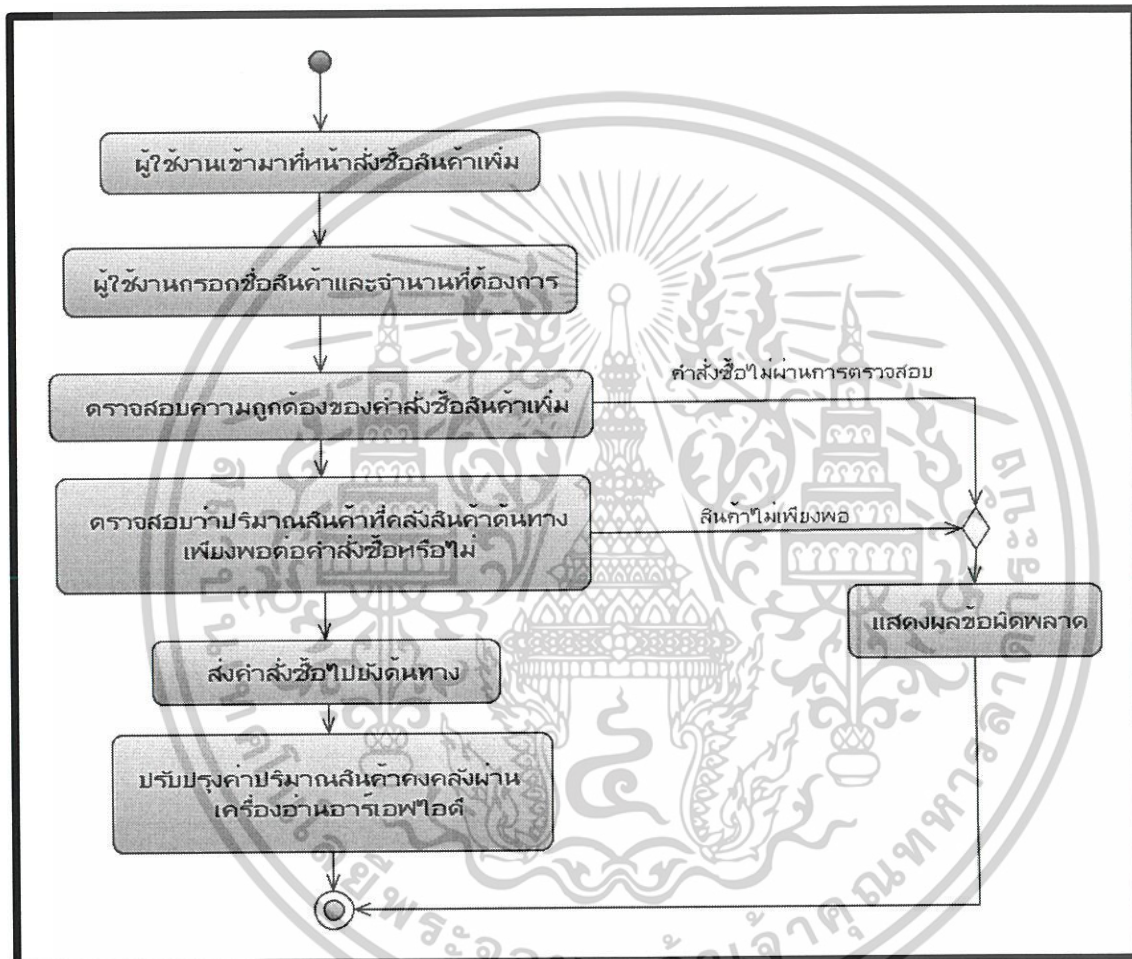 ผู้ใช้งานเข้ามาที่หน้าสั่งซื้อสินค้าเพิ่ม
ผู้ใช้งานกรอกชื่อสินค้าและจำนวนที่ต้องการ
คำสั่งซื้อไม่ผ่านการตรวจสอบ
ตรวจสอบความถูกต้องของคำสั่งซื้อสินค้าเพิ่ม
ตรวจสอบว่าปริมาณสินค้าที่คลังสินค้าต้นทาง
เพียงพอต่อคำสั่งซื้อหรือไม่
สินค้าไม่เพียงพอ
แสดงผลข้อผิดพลาด
ส่งคำสั่งซื้อไปยังต้นทาง
ปรับปรุงค่าปริมาณสินค้าคงคลังผ่าน
เครื่องอ่านอาร์เอฟไอดี